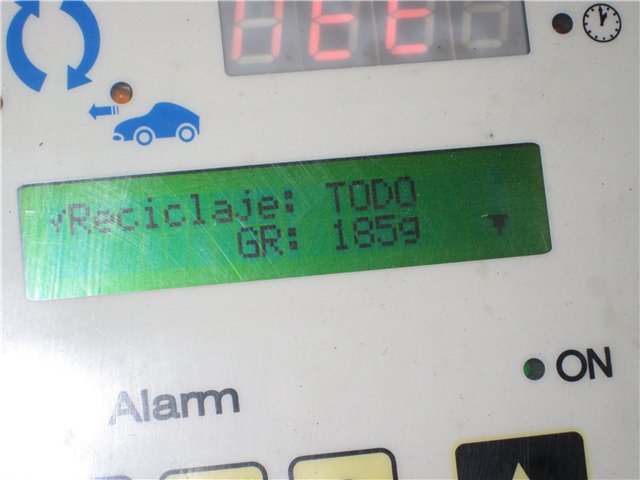 Reciclaje: TODO
GR: 185g
ON
Alarm